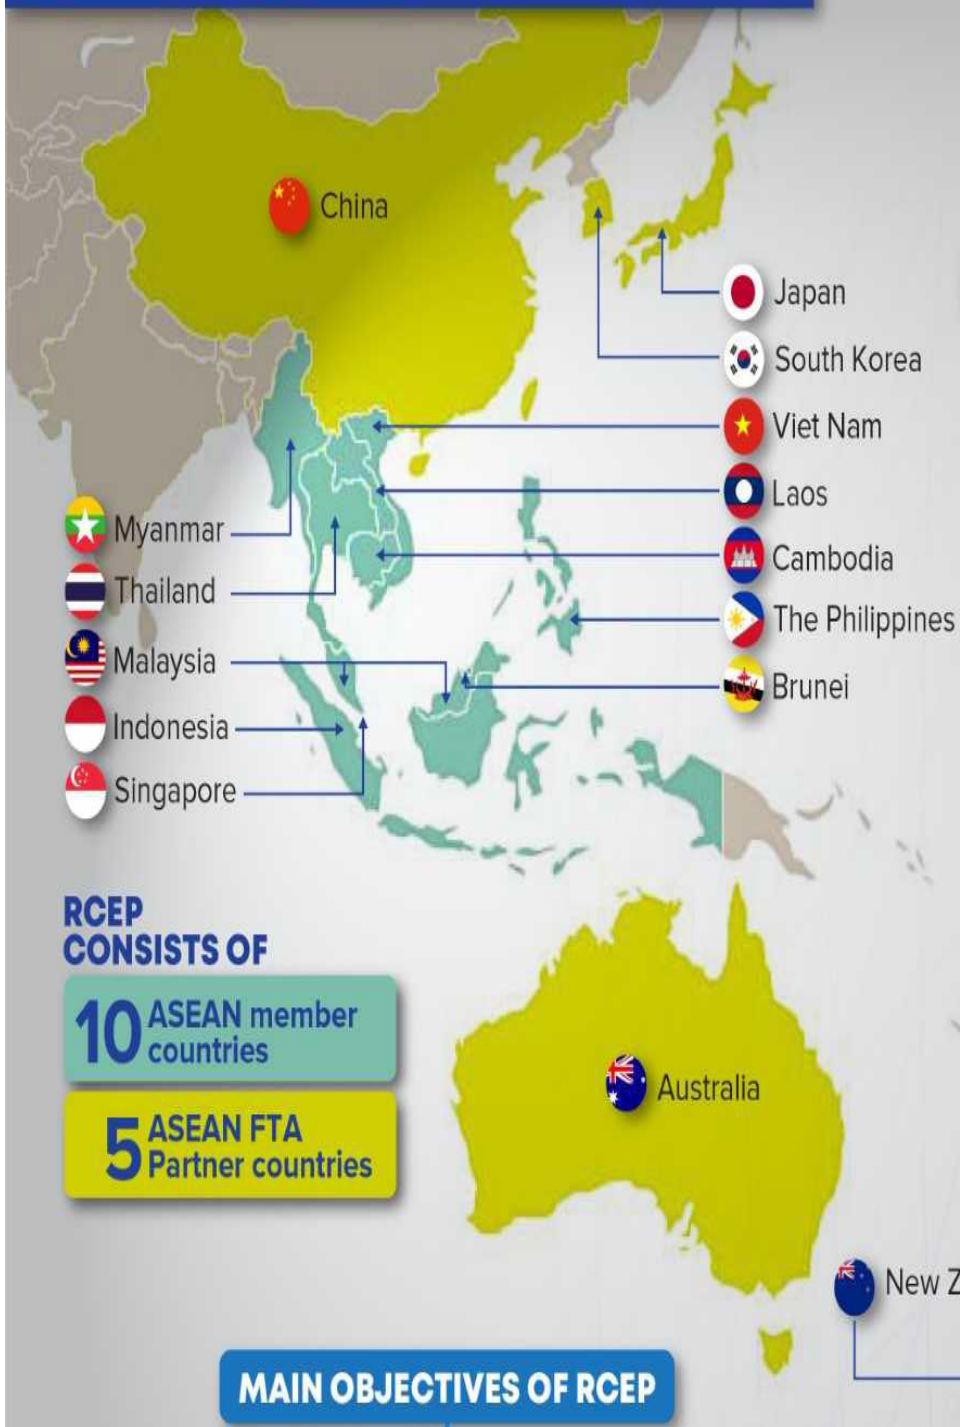 China
Japan
South Korea
Viet Nam
Laos
Cambodia
The Philippines
Brunei
Myanmar
Thailand
Malaysia
Indonesia
Singapore
RCEP
CONSISTS OF
10 ASEAN member
countries
5 ASEAN FTA
Partner countries
Australia
New Z
MAIN OBJECTIVES OF RCEP